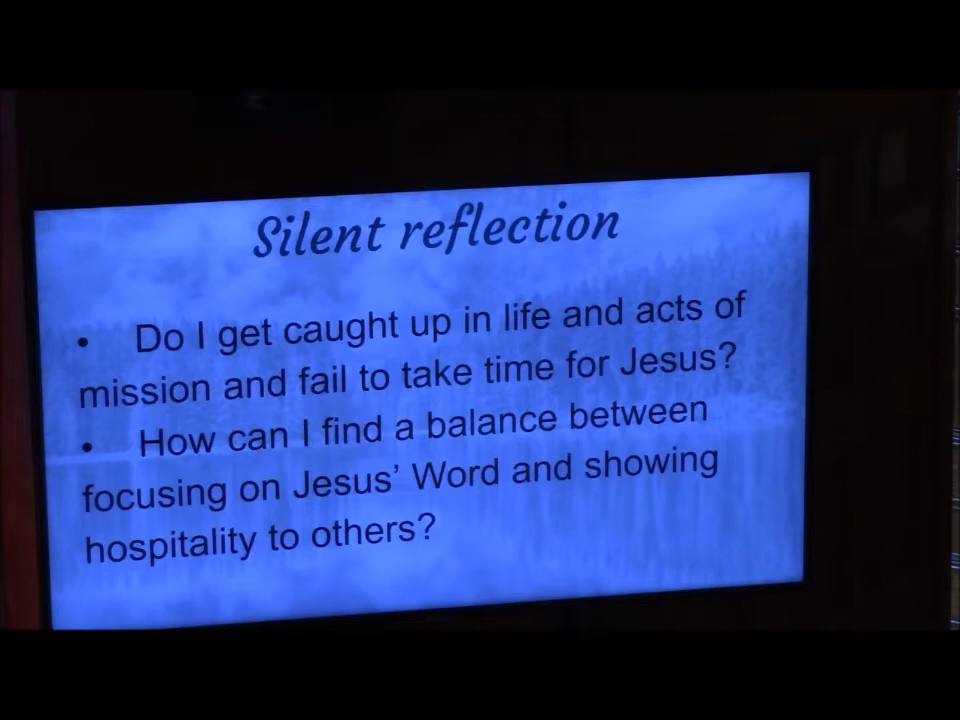 Silent reflection
• Do I get caught up in life and acts of
mission and fail to take time for Jesus?
• How can I find a balance between
focusing on Jesus’ Word and showing
hospitality to others?